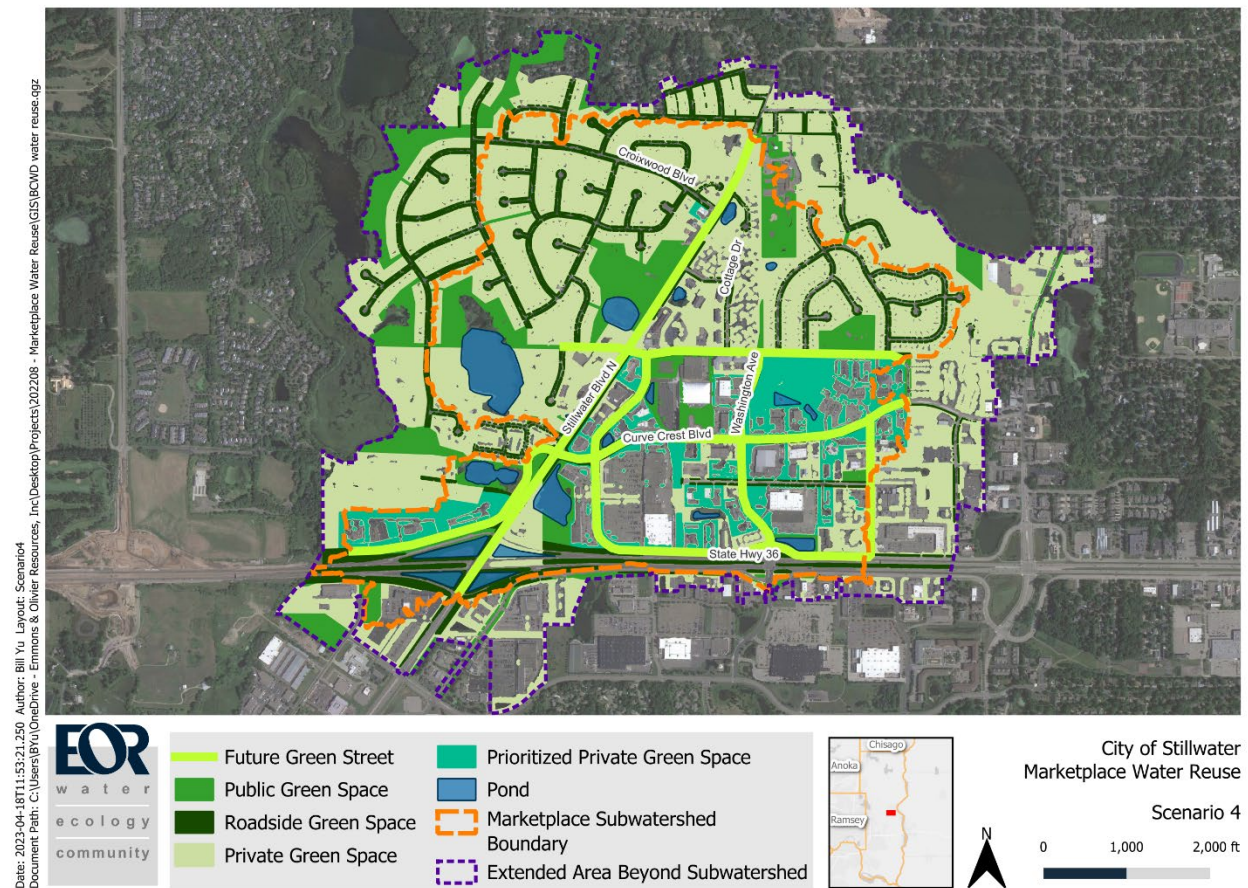 Date: 2023-04-18T11:53:21.250 Author: Bill Yu Layout: Scenario4
Document Path: C:\Users\BYu\OneDrive - Emmons & Olivier Resources, Inc\Desktop\Projects\202208 - Marketplace Water Reuse\GIS\BCWD water reuse.qgz
Croixwood Blvd
Cottage Dr
Stillwater Blvd N
Washington Ave
Curve Crest Blvd
State Hwy 36
EOR
water
ecology
community
Future Green Street
Public Green Space
Roadside Green Space
Private Green Space
Prioritized Private Green Space
Pond
Marketplace Subwatershed
Boundary
Extended Area Beyond Subwatershed
Chisago
Anoka
Ramsey
City of Stillwater
Marketplace Water Reuse
Scenario 4
N
0 1,000 2,000 ft